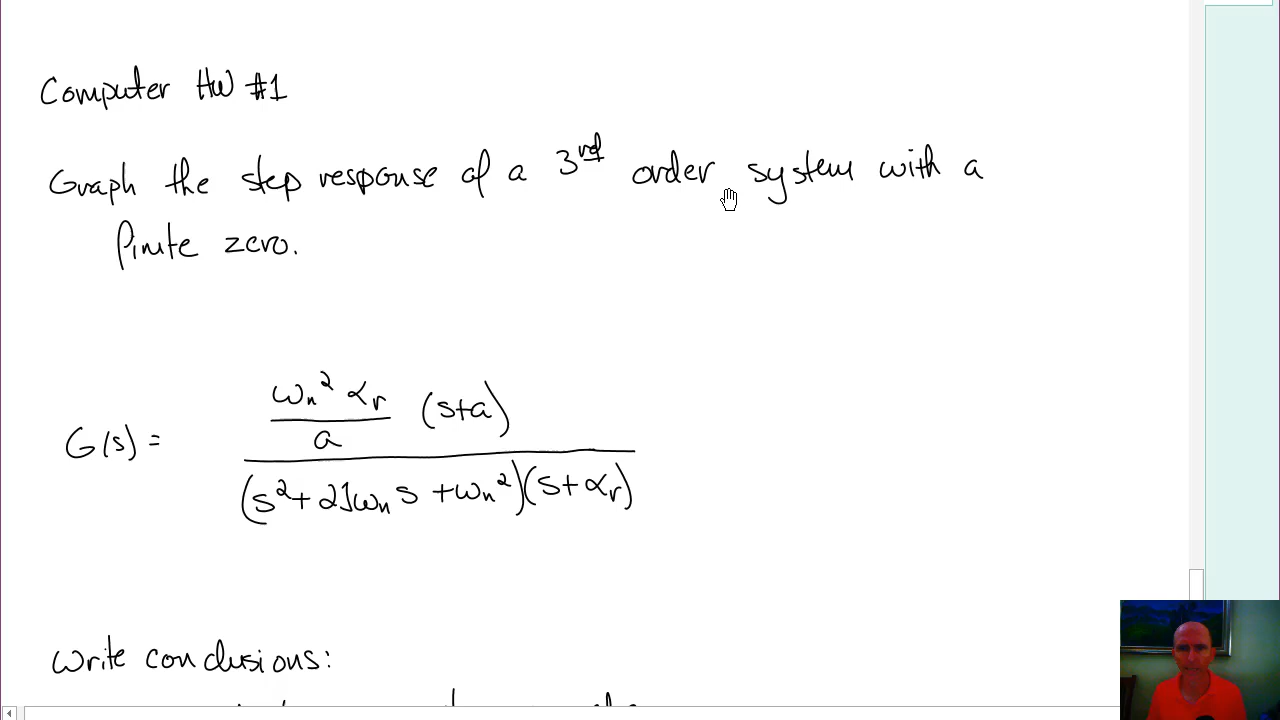 Computer HW #1
Graph the step response of a 3rd order system with a
finite zero.
G(s) = (ωn² αr / a) (s+a) / (s² + 2ζωn s + ωn²)(s + αr)
Write conclusions: